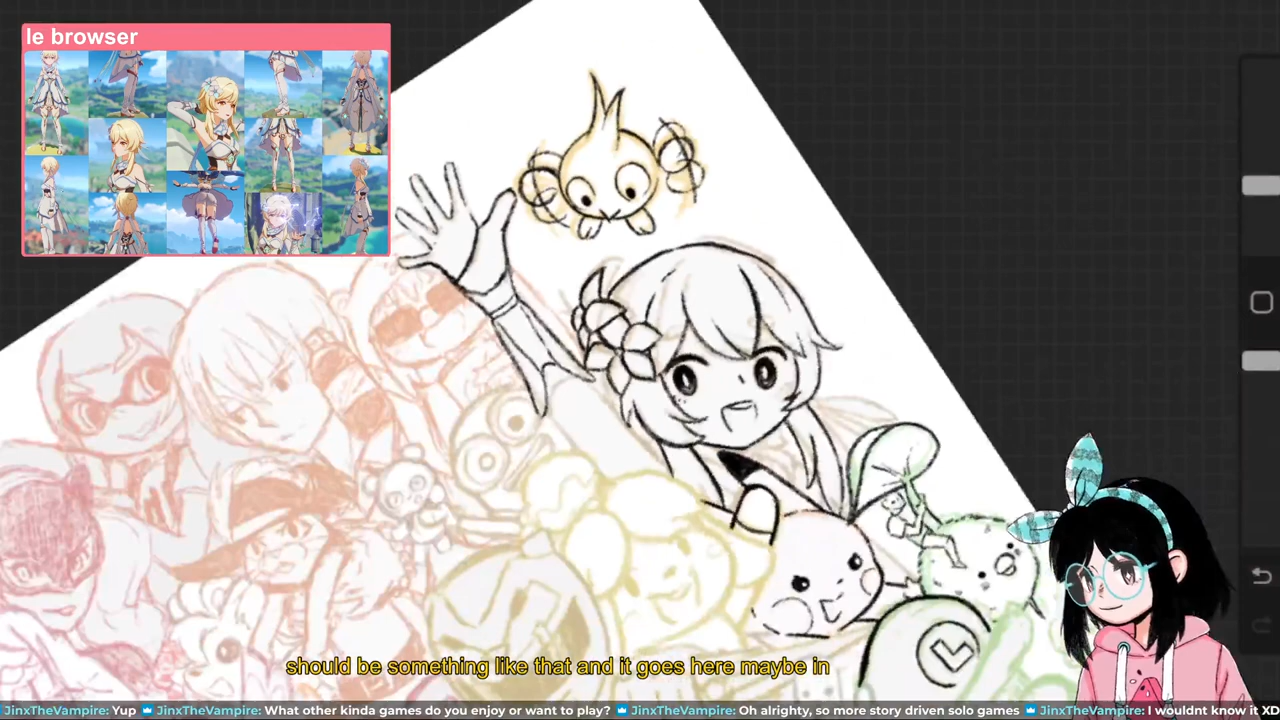 le browser
should be something like that and it goes here maybe in
JinxTheVampire: Yup JinxTheVampire: What other kinda games do you enjoy or want to play? JinxTheVampire: Oh alrighty, so more story driven solo games JinxTheVampire: I wouldnt know it XD